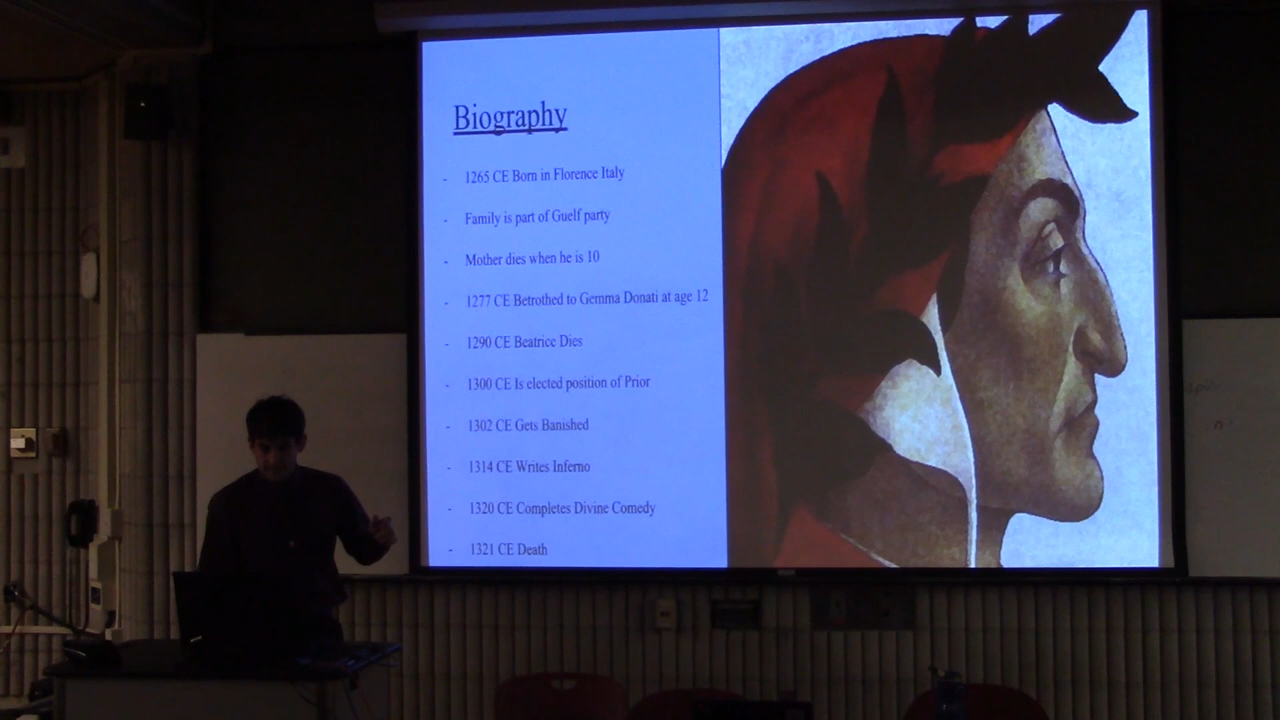 Biography
- 1265 CE Born in Florence Italy
- Family is part of Guelf party
- Mother dies when he is 10
- 1277 CE Betrothed to Gemma Donati at age 12
- 1290 CE Beatrice Dies
- 1300 CE Is elected position of Prior
- 1302 CE Gets Banished
- 1314 CE Writes Inferno
- 1320 CE Completes Divine Comedy
- 1321 CE Death